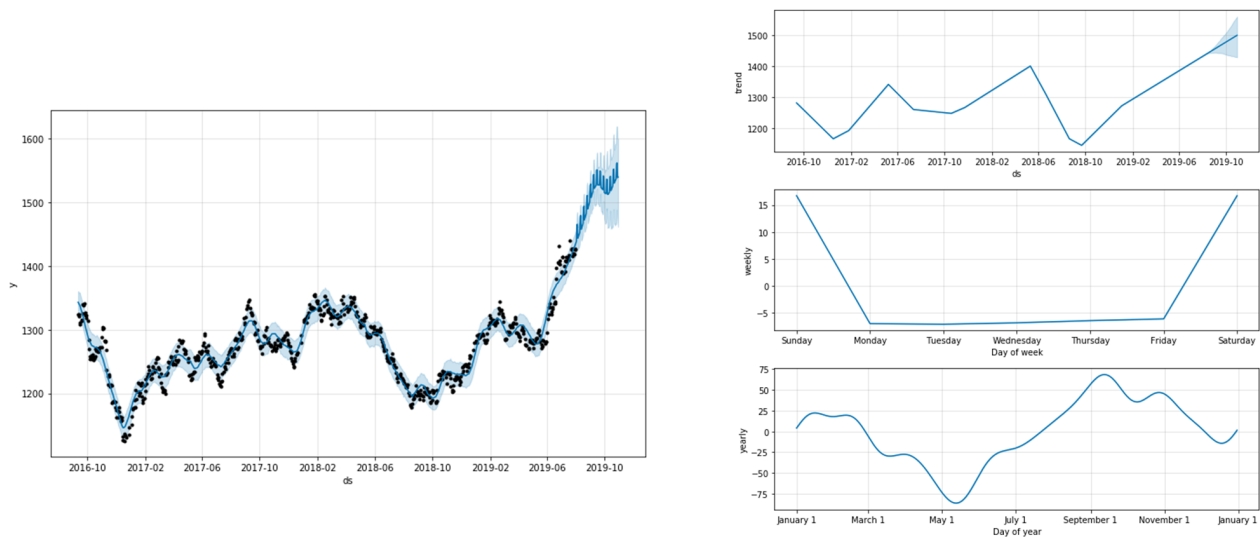 1600
1500
1400
1300
1200
y
2016-10 2017-02 2017-06 2017-10 2018-02 2018-06 2018-10 2019-02 2019-06 2019-10
ds
1500
1400
1300
1200
trend
2016-10 2017-02 2017-06 2017-10 2018-02 2018-06 2018-10 2019-02 2019-06 2019-10
ds
15
10
5
0
−5
weekly
Sunday Monday Tuesday Wednesday Thursday Friday Saturday
Day of week
75
50
25
0
−25
−50
−75
yearly
January 1 March 1 May 1 July 1 September 1 November 1 January 1
Day of year